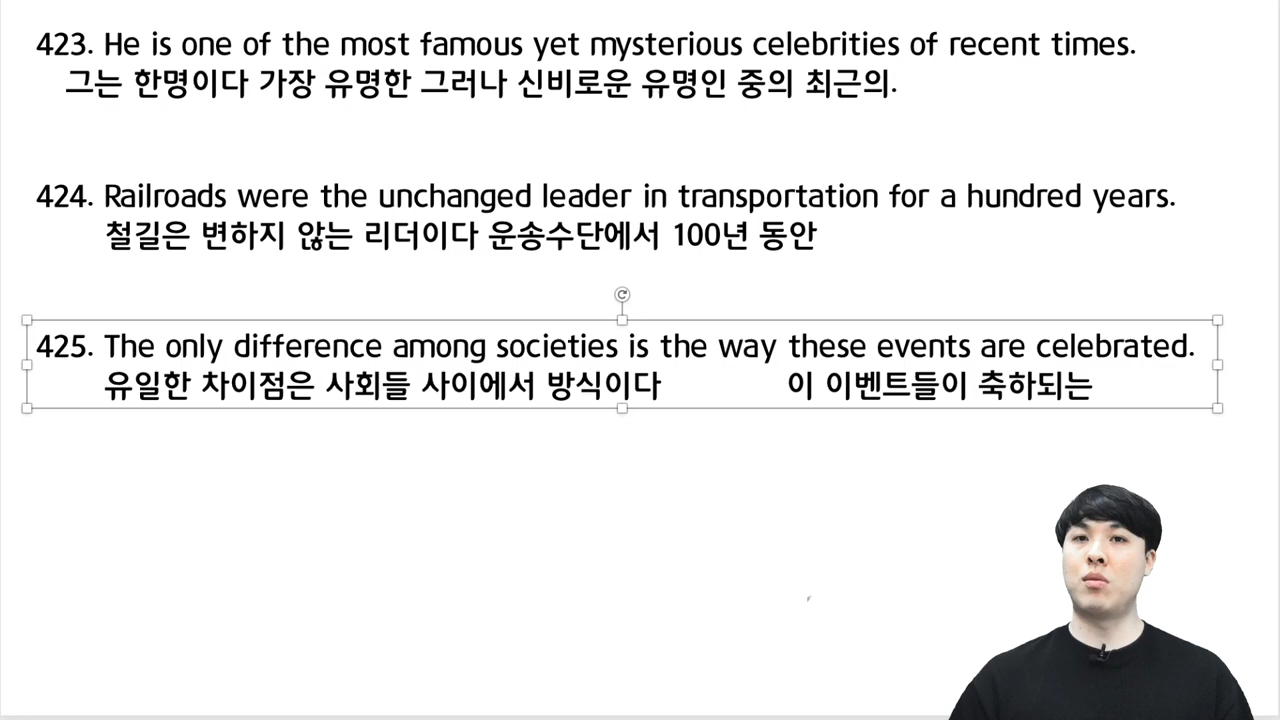 423. He is one of the most famous yet mysterious celebrities of recent times.
그는 한명이다 가장 유명한 그러나 신비로운 유명인 중의 최근의.
424. Railroads were the unchanged leader in transportation for a hundred years.
철길은 변하지 않는 리더이다 운송수단에서 100년 동안
425. The only difference among societies is the way these events are celebrated.
유일한 차이점은 사회들 사이에서 방식이다 이 이벤트들이 축하되는